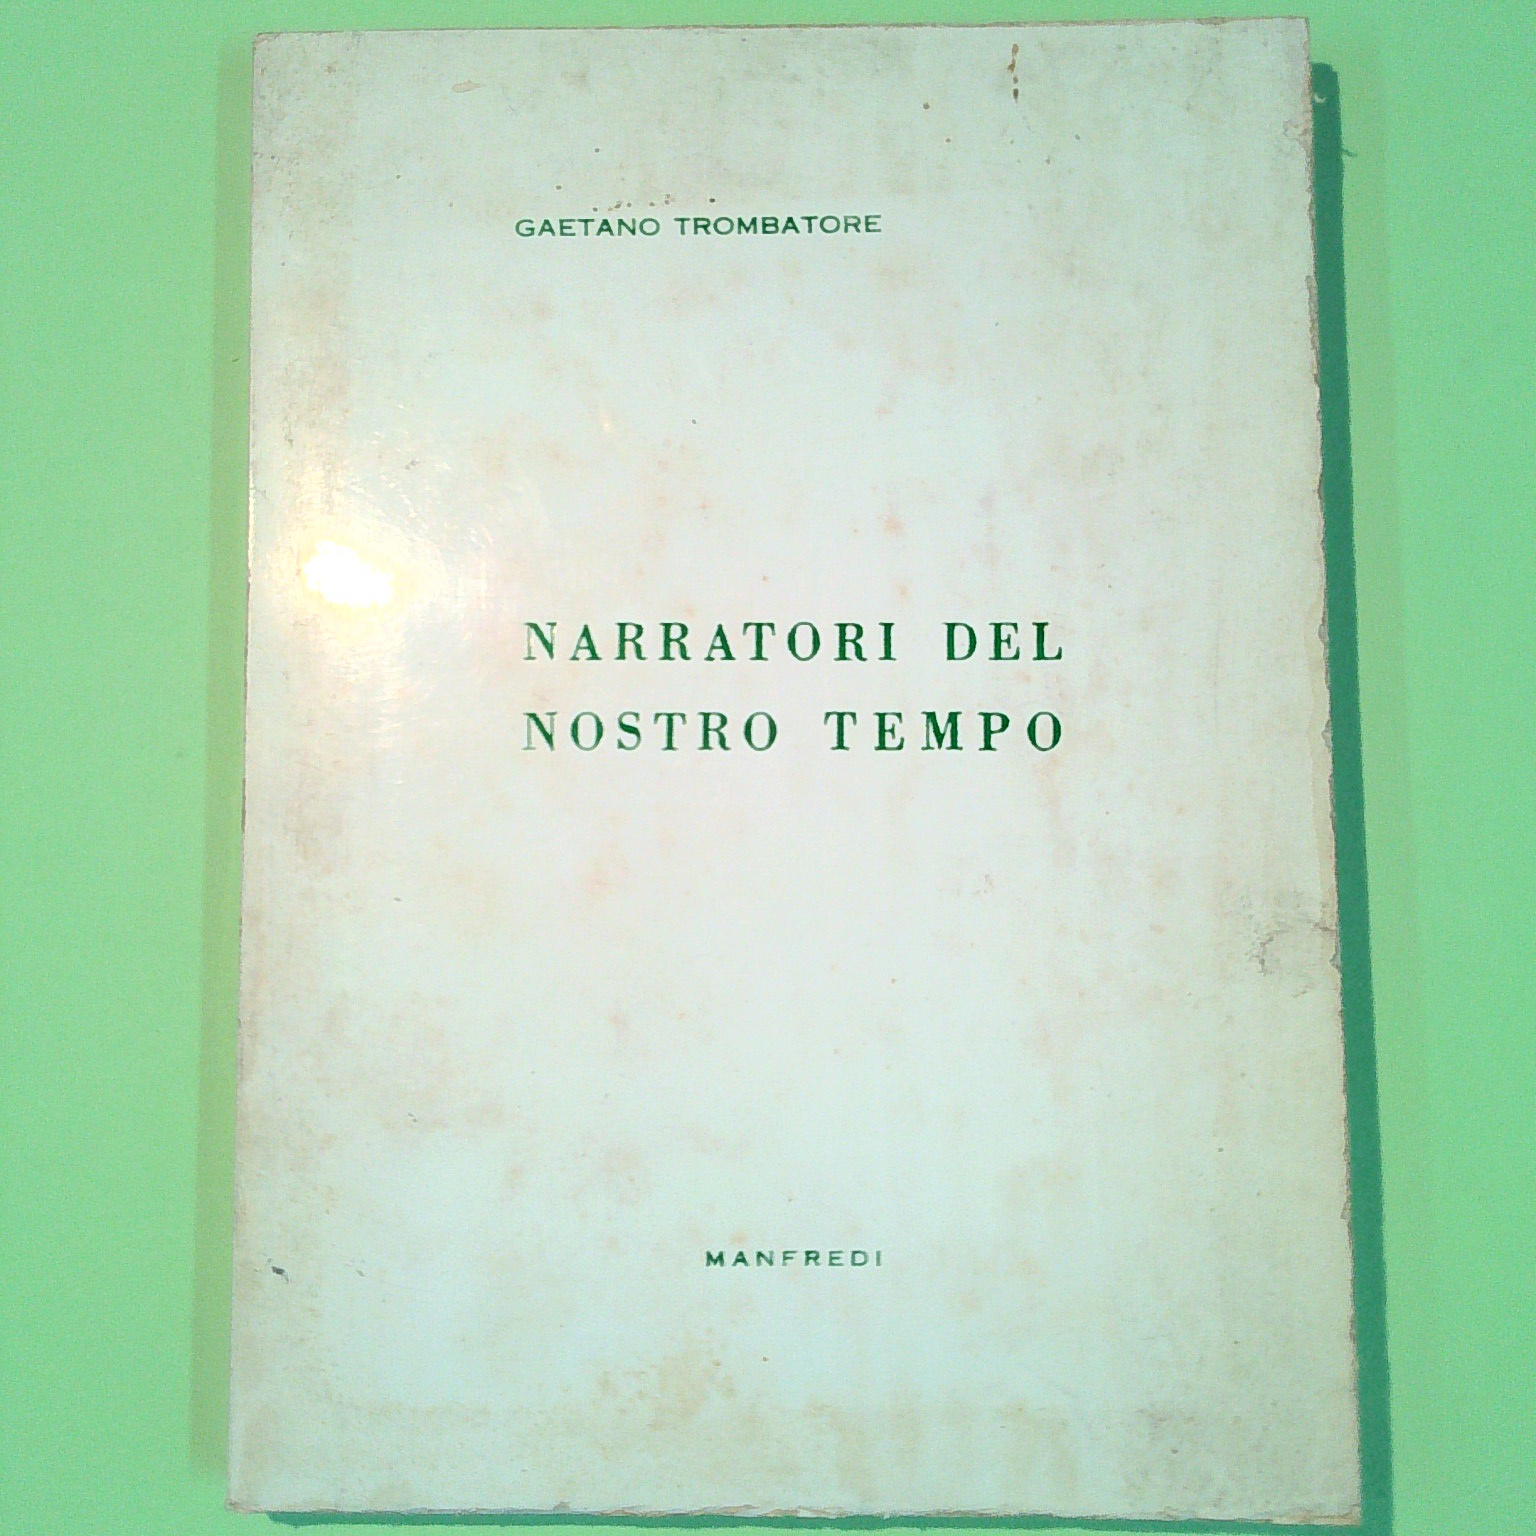 GAETANO TROMBATORE
NARRATORI DEL
NOSTRO TEMPO
MANFREDI